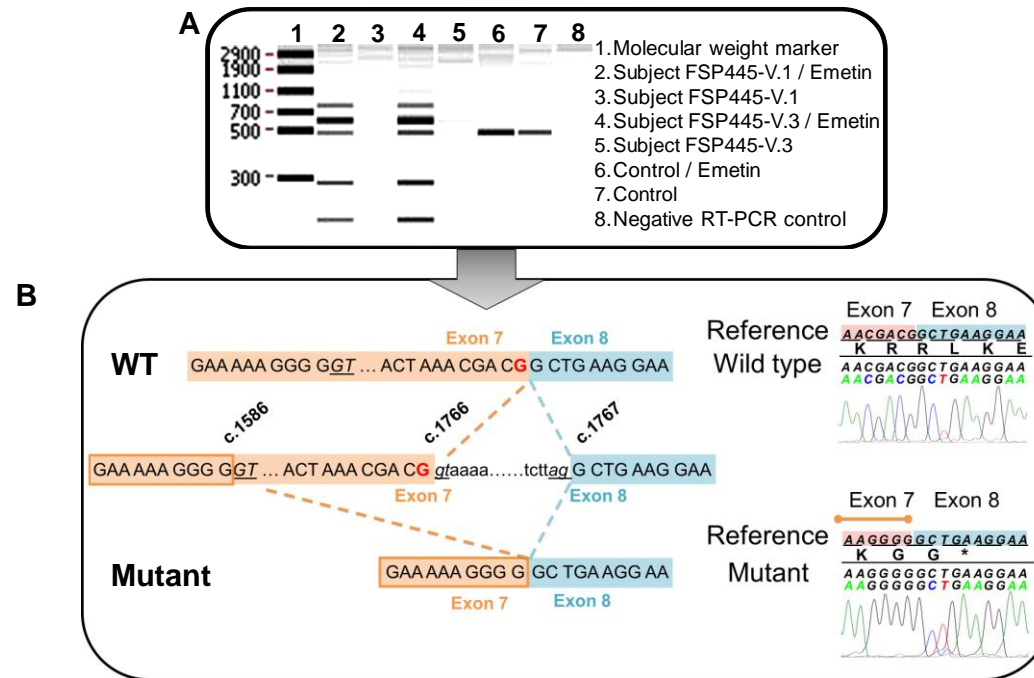 A
1 2 3 4 5 6 7 8
2900
1900
1100
700
500
300
1. Molecular weight marker
2. Subject FSP445-V.1 / Emetin
3. Subject FSP445-V.1
4. Subject FSP445-V.3 / Emetin
5. Subject FSP445-V.3
6. Control / Emetin
7. Control
8. Negative RT-PCR control
B
WT
Exon 7 Exon 8
GAA AAA GGG GGT ... ACT AAA CGA CG G CTG AAG GAA
c.1586 c.1766 c.1767
GAA AAA GGG GGT ... ACT AAA CGA CG gtaaaa......tcttag G CTG AAG GAA
Exon 7 Exon 8
Mutant
GAA AAA GGG G GC TGA AGG AA
Exon 7 Exon 8
Reference
Wild type
Exon 7 Exon 8
AACGACGGCTGAAGGAA
K R R L K E
AACGACGGCTGAAGGAA
AACGACGGCTGAAGGAA
Reference
Mutant
Exon 7 Exon 8
AAGGGGGCTGAAGGAA
K G G *
AAGGGGGCTGAAGGAA
AAGGGGGCTGAAGGAA